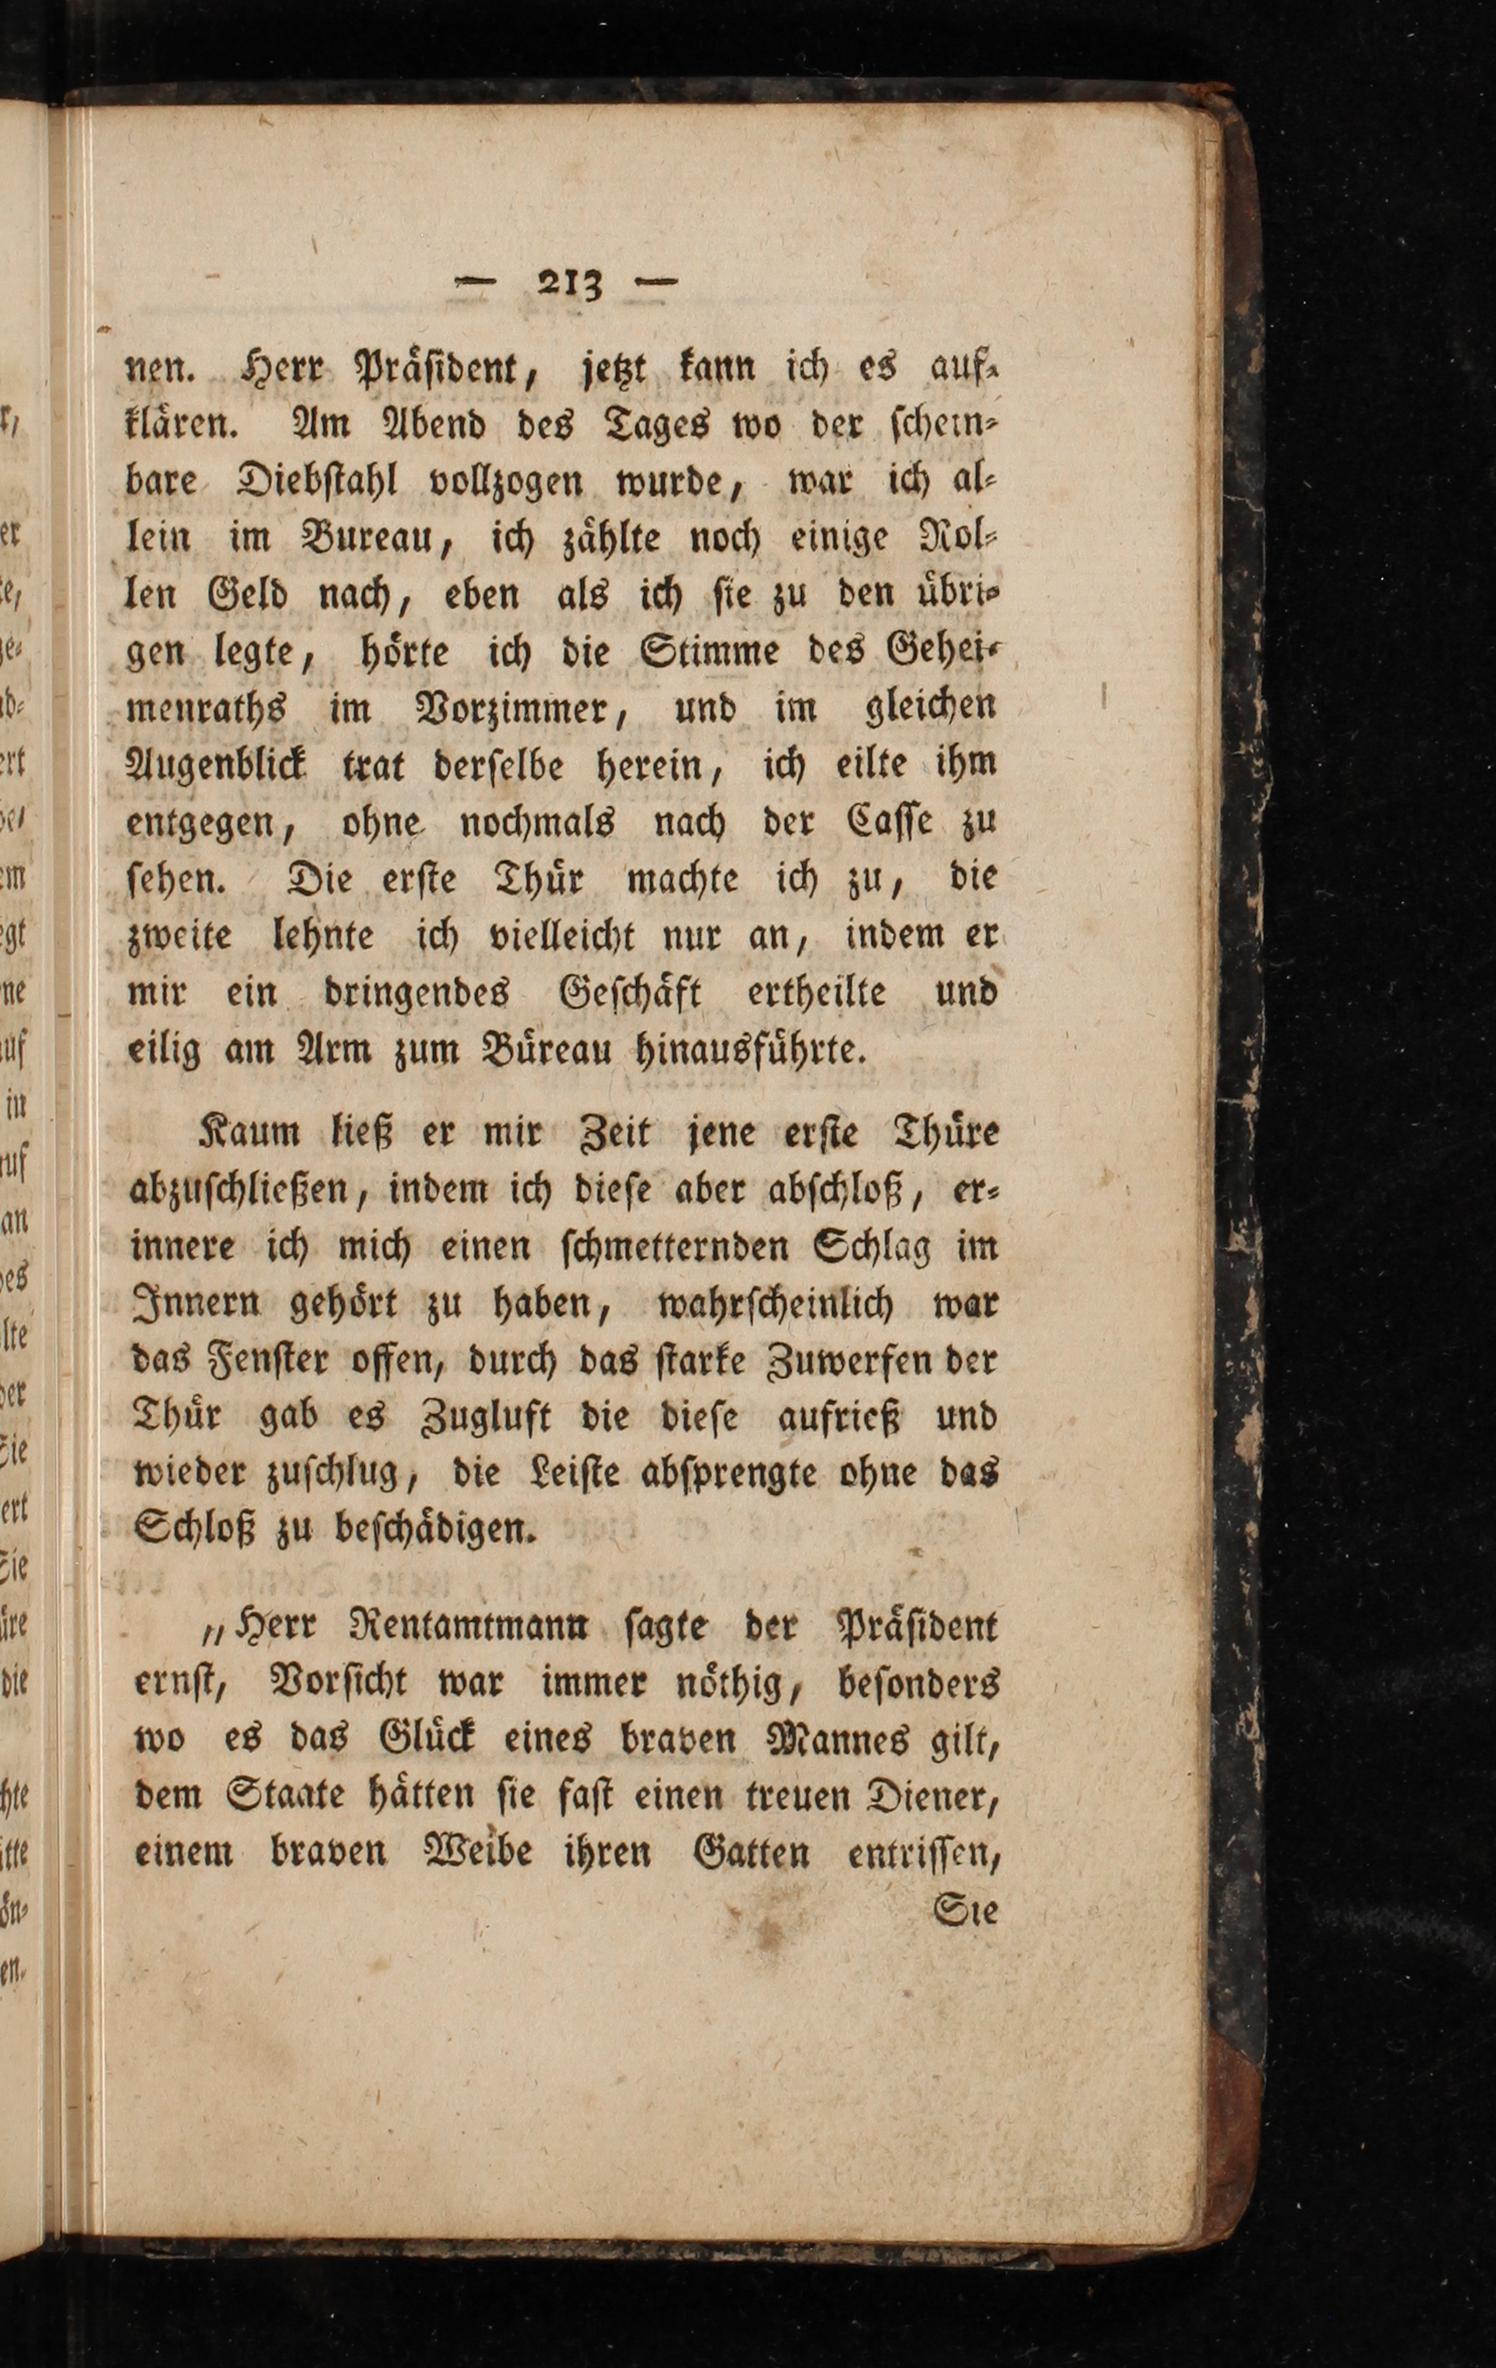 — 213 —
nen. Herr Präſident, jetzt kann ich es auf-
klären. Am Abend des Tages wo der ſchein-
bare Diebſtahl vollzogen wurde, war ich al-
lein im Bureau, ich zählte noch einige Rol-
len Geld nach, eben als ich ſie zu den übri-
gen legte, hörte ich die Stimme des Gehei-
menraths im Vorzimmer, und im gleichen
Augenblick trat derſelbe herein, ich eilte ihm
entgegen, ohne nochmals nach der Caſſe zu
ſehen. Die erſte Thür machte ich zu, die
zweite lehnte ich vielleicht nur an, indem er
mir ein dringendes Geſchäft ertheilte und
eilig am Arm zum Büreau hinausführte.
Kaum ließ er mir Zeit jene erſte Thüre
abzuſchließen, indem ich dieſe aber abſchloß, er-
innere ich mich einen ſchmetternden Schlag im
Innern gehört zu haben, wahrſcheinlich war
das Fenſter offen, durch das ſtarke Zuwerfen der
Thür gab es Zugluft die dieſe aufrieß und
wieder zuſchlug, die Leiſte abſprengte ohne das
Schloß zu beſchädigen.
„Herr Rentamtmann ſagte der Präſident
ernſt, Vorſicht war immer nöthig, beſonders
wo es das Glück eines braven Mannes gilt,
dem Staate hätten ſie faſt einen treuen Diener,
einem braven Weibe ihren Gatten entriſſen,
Sie